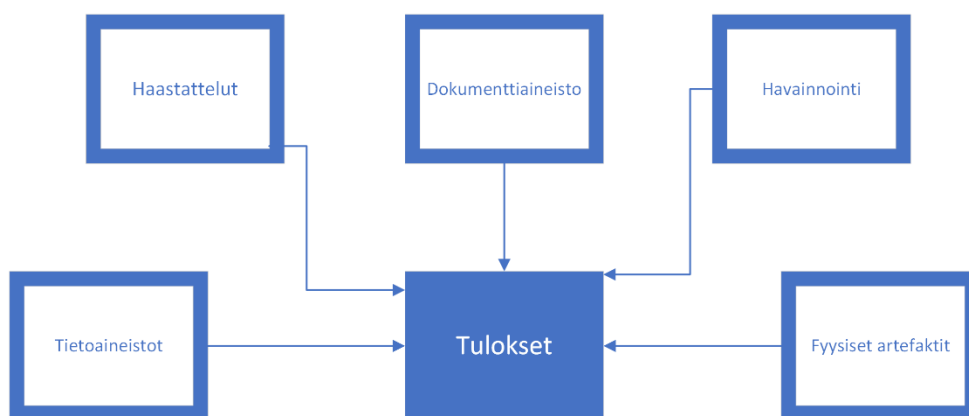 Haastattelut
Dokumenttiaineisto
Havainnointi
Tietoaineistot
Tulokset
Fyysiset artefaktit